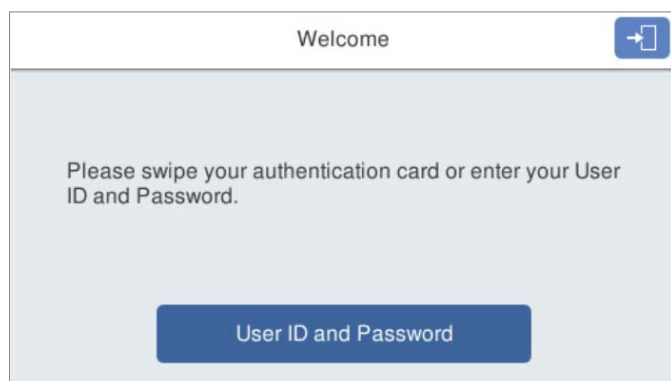 Welcome
Please swipe your authentication card or enter your User
ID and Password.
User ID and Password